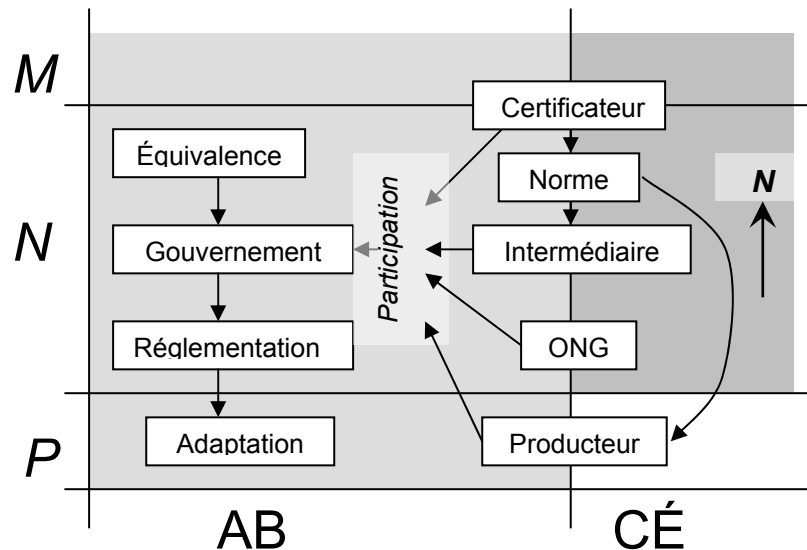 M
Certificateur
Équivalence
Norme
N
N
Participation
Gouvernement
Intermédiaire
Réglementation
ONG
P
Adaptation
Producteur
AB
CÉ